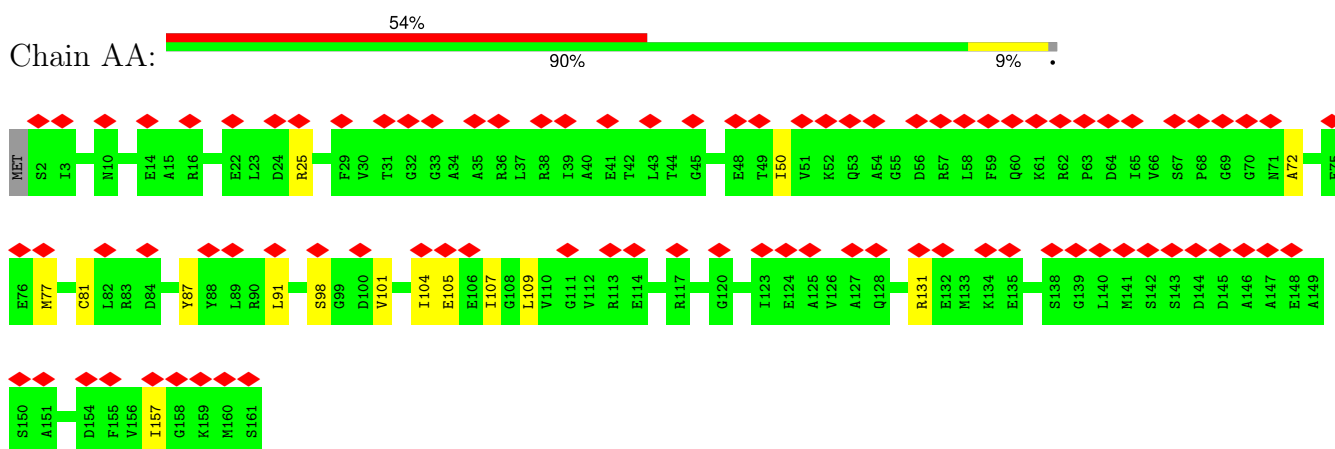 54%
Chain AA:
90% 9% •
MET S2 I3 N10 E14 A15 R16 E22 L23 D24 R25 F29 V30 T31 G32 G33 A34 A35 R36 L37 R38 I39 A40 E41 T42 L43 T44 G45 E48 T49 I50 V51 K52 Q53 A54 G55 D56 R57 L58 F59 Q60 K61 R62 P63 D64 I65 V66 S67 P68 G69 G70 N71 A72 E75
E76 M77 C81 L82 R83 D84 Y87 Y88 L89 R90 L91 S98 G99 D100 V101 I104 E105 E106 I107 G108 L109 V110 G111 V112 R113 E114 R117 G120 I123 E124 A125 V126 A127 Q128 R131 E132 M133 K134 E135 S138 G139 L140 M141 S142 S143 D144 D145 A146 A147 E148 A149
S150 A151 D154 F155 V156 I157 G158 K159 M160 S161